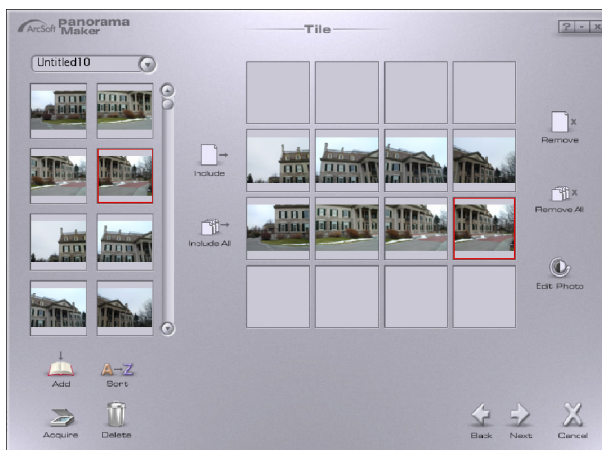 ArcSoft Panorama Maker
Tile
? - x
Untitled10
Include
Include All
Remove
Remove All
Edit Photo
Add
A-Z
Sort
Acquire
Delete
Back
Next
Cancel